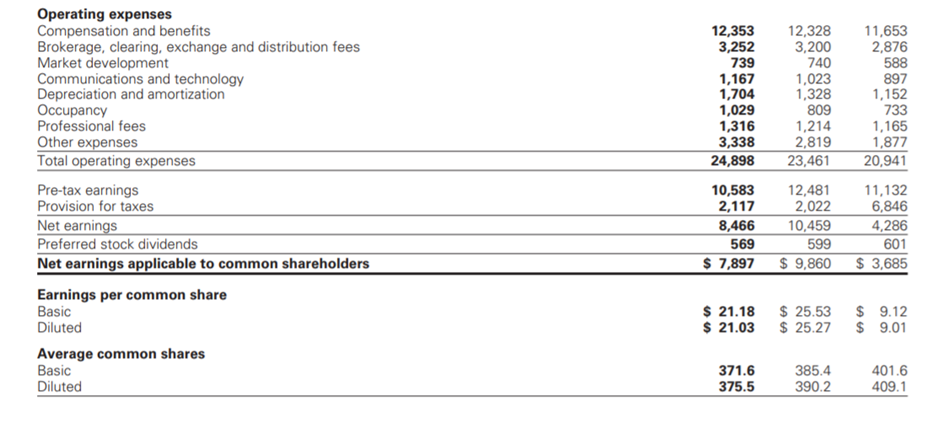 Operating expenses
Compensation and benefits 12,353 12,328 11,653
Brokerage, clearing, exchange and distribution fees 3,252 3,200 2,876
Market development 739 740 588
Communications and technology 1,167 1,023 897
Depreciation and amortization 1,704 1,328 1,152
Occupancy 1,029 809 733
Professional fees 1,316 1,214 1,165
Other expenses 3,338 2,819 1,877
Total operating expenses 24,898 23,461 20,941
Pre-tax earnings 10,583 12,481 11,132
Provision for taxes 2,117 2,022 6,846
Net earnings 8,466 10,459 4,286
Preferred stock dividends 569 599 601
Net earnings applicable to common shareholders $ 7,897 $ 9,860 $ 3,685
Earnings per common share
Basic $ 21.18 $ 25.53 $ 9.12
Diluted $ 21.03 $ 25.27 $ 9.01
Average common shares
Basic 371.6 385.4 401.6
Diluted 375.5 390.2 409.1